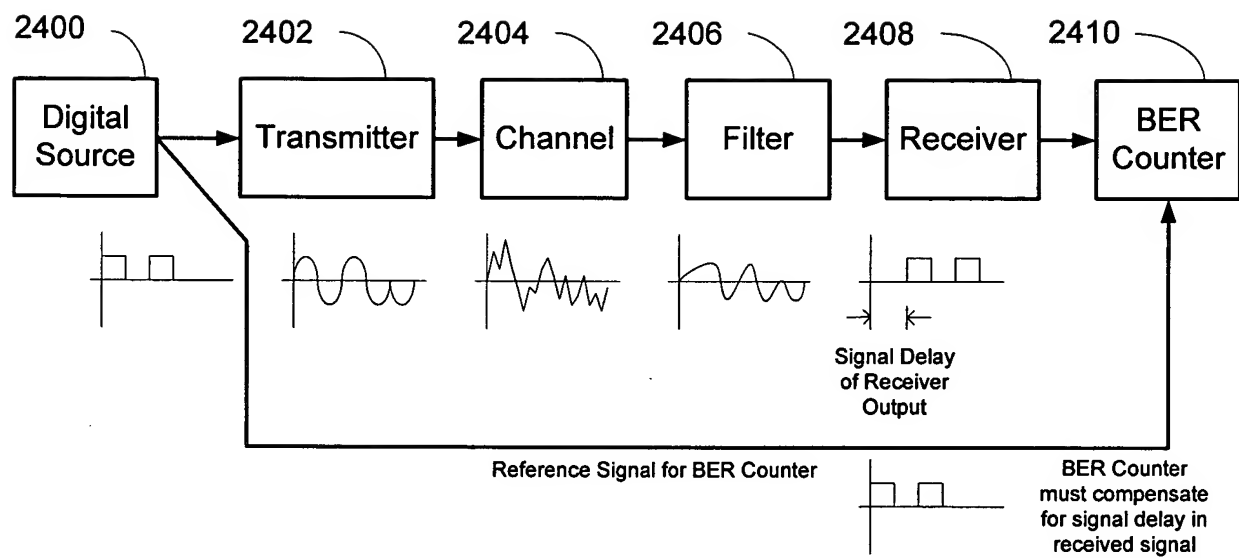 2400
2402
2404
2406
2408
2410
Digital
Source
Transmitter
Channel
Filter
Receiver
BER
Counter
Signal Delay
of Receiver
Output
Reference Signal for BER Counter
BER Counter
must compensate
for signal delay in
received signal